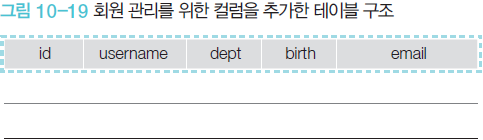 그림 10-19 회원 관리를 위한 컬럼을 추가한 테이블 구조
id username dept birth email